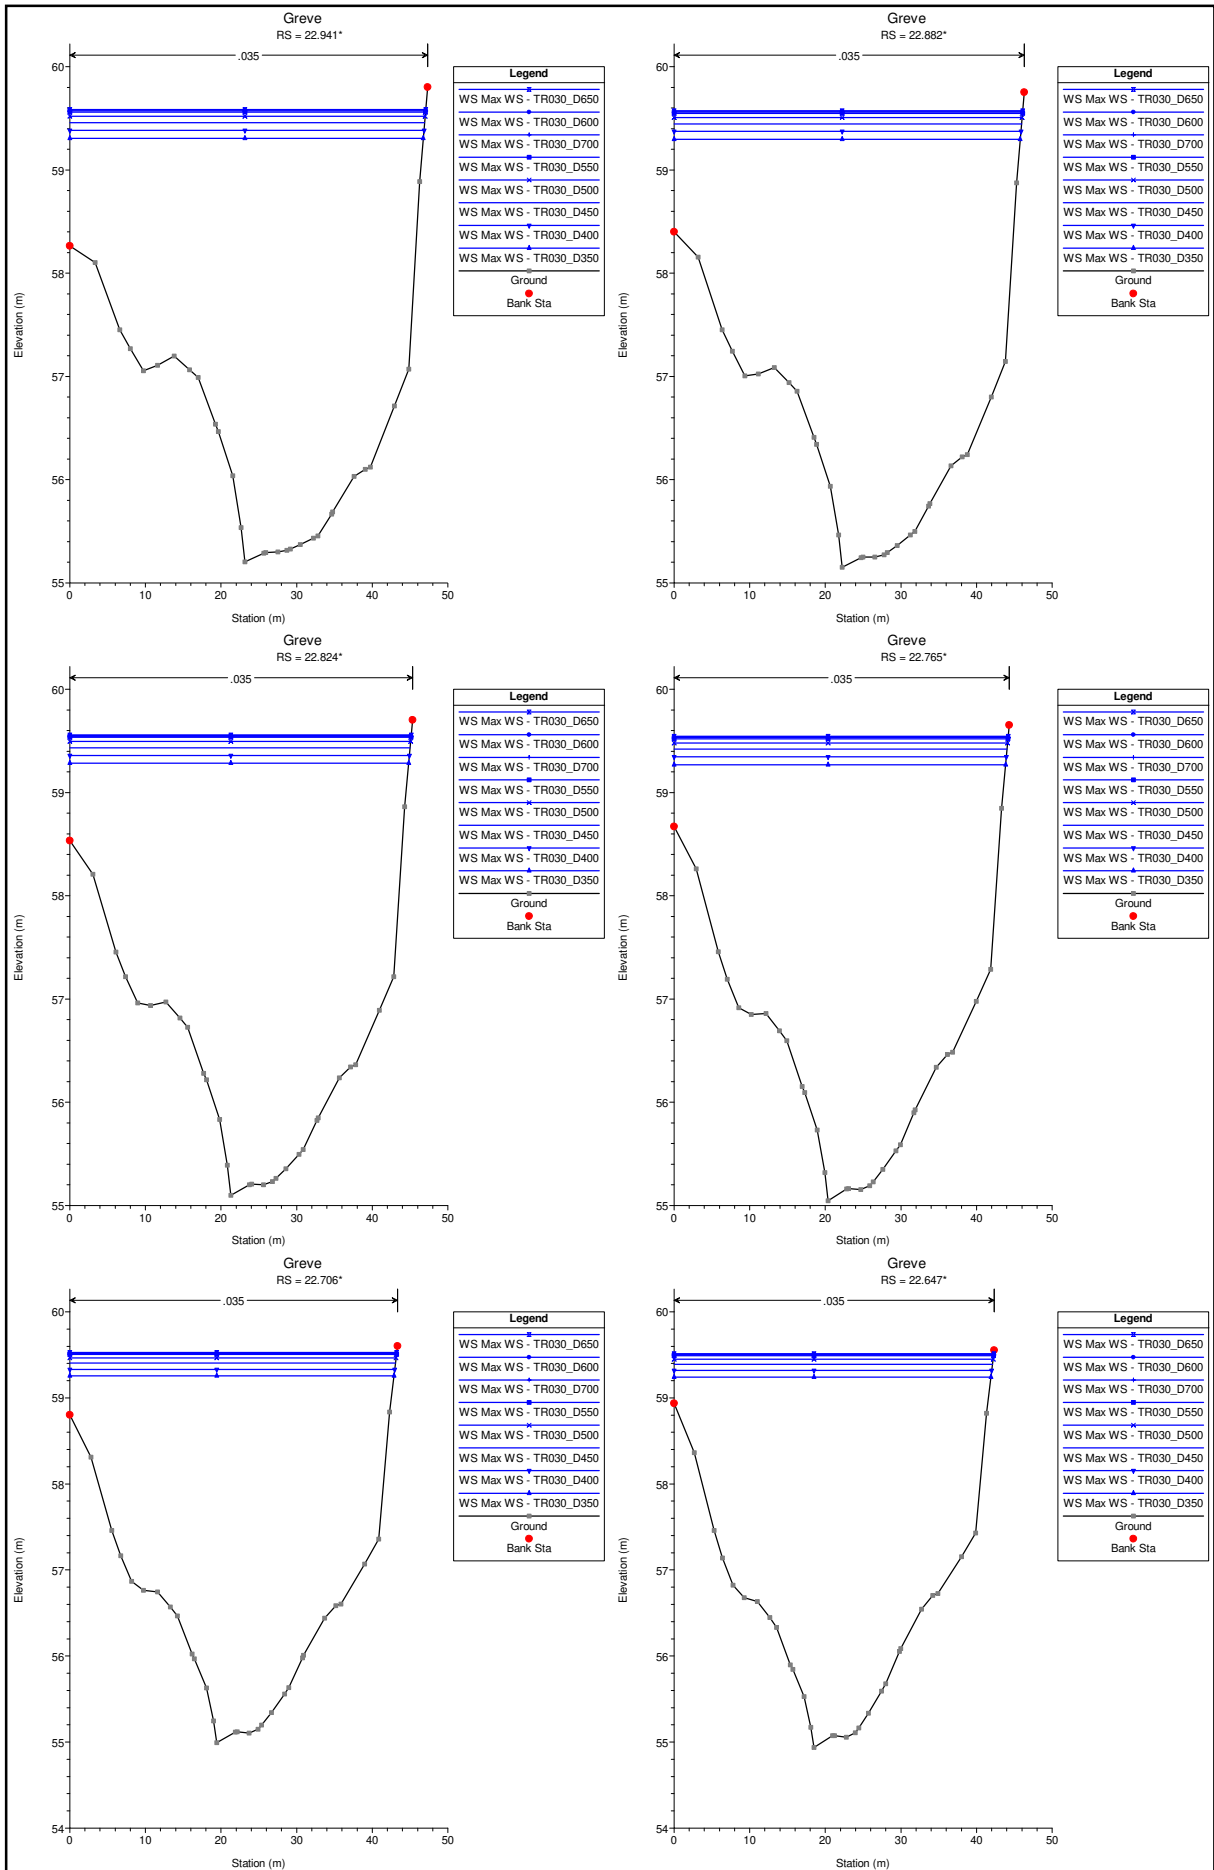 Greve
RS = 22.941*
.035
60
59
58
57
56
55
0 10 20 30 40 50
Elevation (m)
Station (m)
Legend
WS Max WS - TR030_D650
WS Max WS - TR030_D600
WS Max WS - TR030_D700
WS Max WS - TR030_D550
WS Max WS - TR030_D500
WS Max WS - TR030_D450
WS Max WS - TR030_D400
WS Max WS - TR030_D350
Ground
Bank Sta
Greve
RS = 22.882*
.035
60
59
58
57
56
55
0 10 20 30 40 50
Elevation (m)
Station (m)
Legend
WS Max WS - TR030_D650
WS Max WS - TR030_D600
WS Max WS - TR030_D700
WS Max WS - TR030_D550
WS Max WS - TR030_D500
WS Max WS - TR030_D450
WS Max WS - TR030_D400
WS Max WS - TR030_D350
Ground
Bank Sta
Greve
RS = 22.824*
.035
60
59
58
57
56
55
0 10 20 30 40 50
Elevation (m)
Station (m)
Legend
WS Max WS - TR030_D650
WS Max WS - TR030_D600
WS Max WS - TR030_D700
WS Max WS - TR030_D550
WS Max WS - TR030_D500
WS Max WS - TR030_D450
WS Max WS - TR030_D400
WS Max WS - TR030_D350
Ground
Bank Sta
Greve
RS = 22.765*
.035
60
59
58
57
56
55
0 10 20 30 40 50
Elevation (m)
Station (m)
Legend
WS Max WS - TR030_D650
WS Max WS - TR030_D600
WS Max WS - TR030_D700
WS Max WS - TR030_D550
WS Max WS - TR030_D500
WS Max WS - TR030_D450
WS Max WS - TR030_D400
WS Max WS - TR030_D350
Ground
Bank Sta
Greve
RS = 22.706*
.035
60
59
58
57
56
55
54
0 10 20 30 40 50
Elevation (m)
Station (m)
Legend
WS Max WS - TR030_D650
WS Max WS - TR030_D600
WS Max WS - TR030_D700
WS Max WS - TR030_D550
WS Max WS - TR030_D500
WS Max WS - TR030_D450
WS Max WS - TR030_D400
WS Max WS - TR030_D350
Ground
Bank Sta
Greve
RS = 22.647*
.035
60
59
58
57
56
55
54
0 10 20 30 40 50
Elevation (m)
Station (m)
Legend
WS Max WS - TR030_D650
WS Max WS - TR030_D600
WS Max WS - TR030_D700
WS Max WS - TR030_D550
WS Max WS - TR030_D500
WS Max WS - TR030_D450
WS Max WS - TR030_D400
WS Max WS - TR030_D350
Ground
Bank Sta